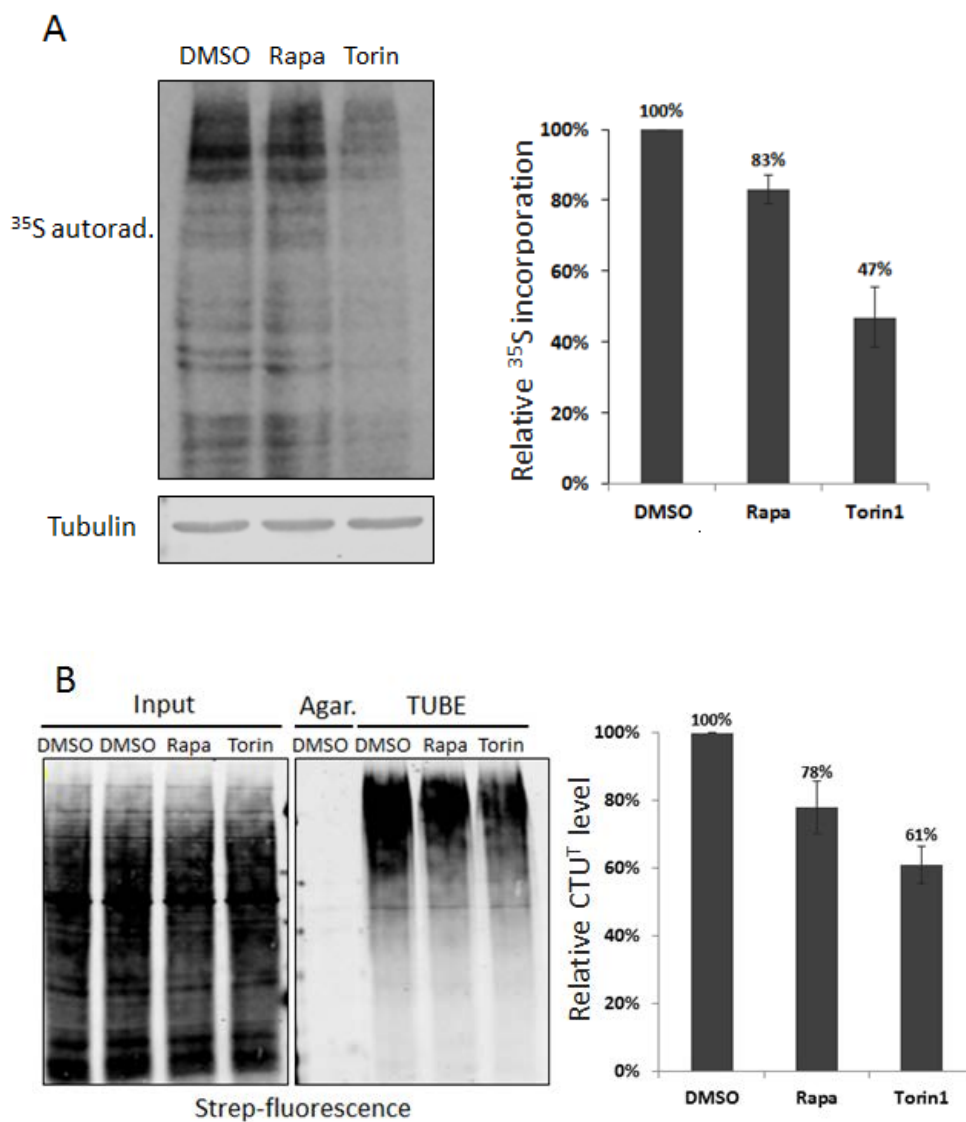 A
DMSO Rapa Torin
³⁵S autorad.
Tubulin
Relative ³⁵S incorporation
100%
80%
60%
40%
20%
0%
100%
83%
47%
DMSO Rapa Torin1
B
Input Agar. TUBE
DMSO DMSO Rapa Torin DMSO DMSO Rapa Torin
Strep-fluorescence
Relative CTUᵀ level
100%
80%
60%
40%
20%
0%
100%
78%
61%
DMSO Rapa Torin1